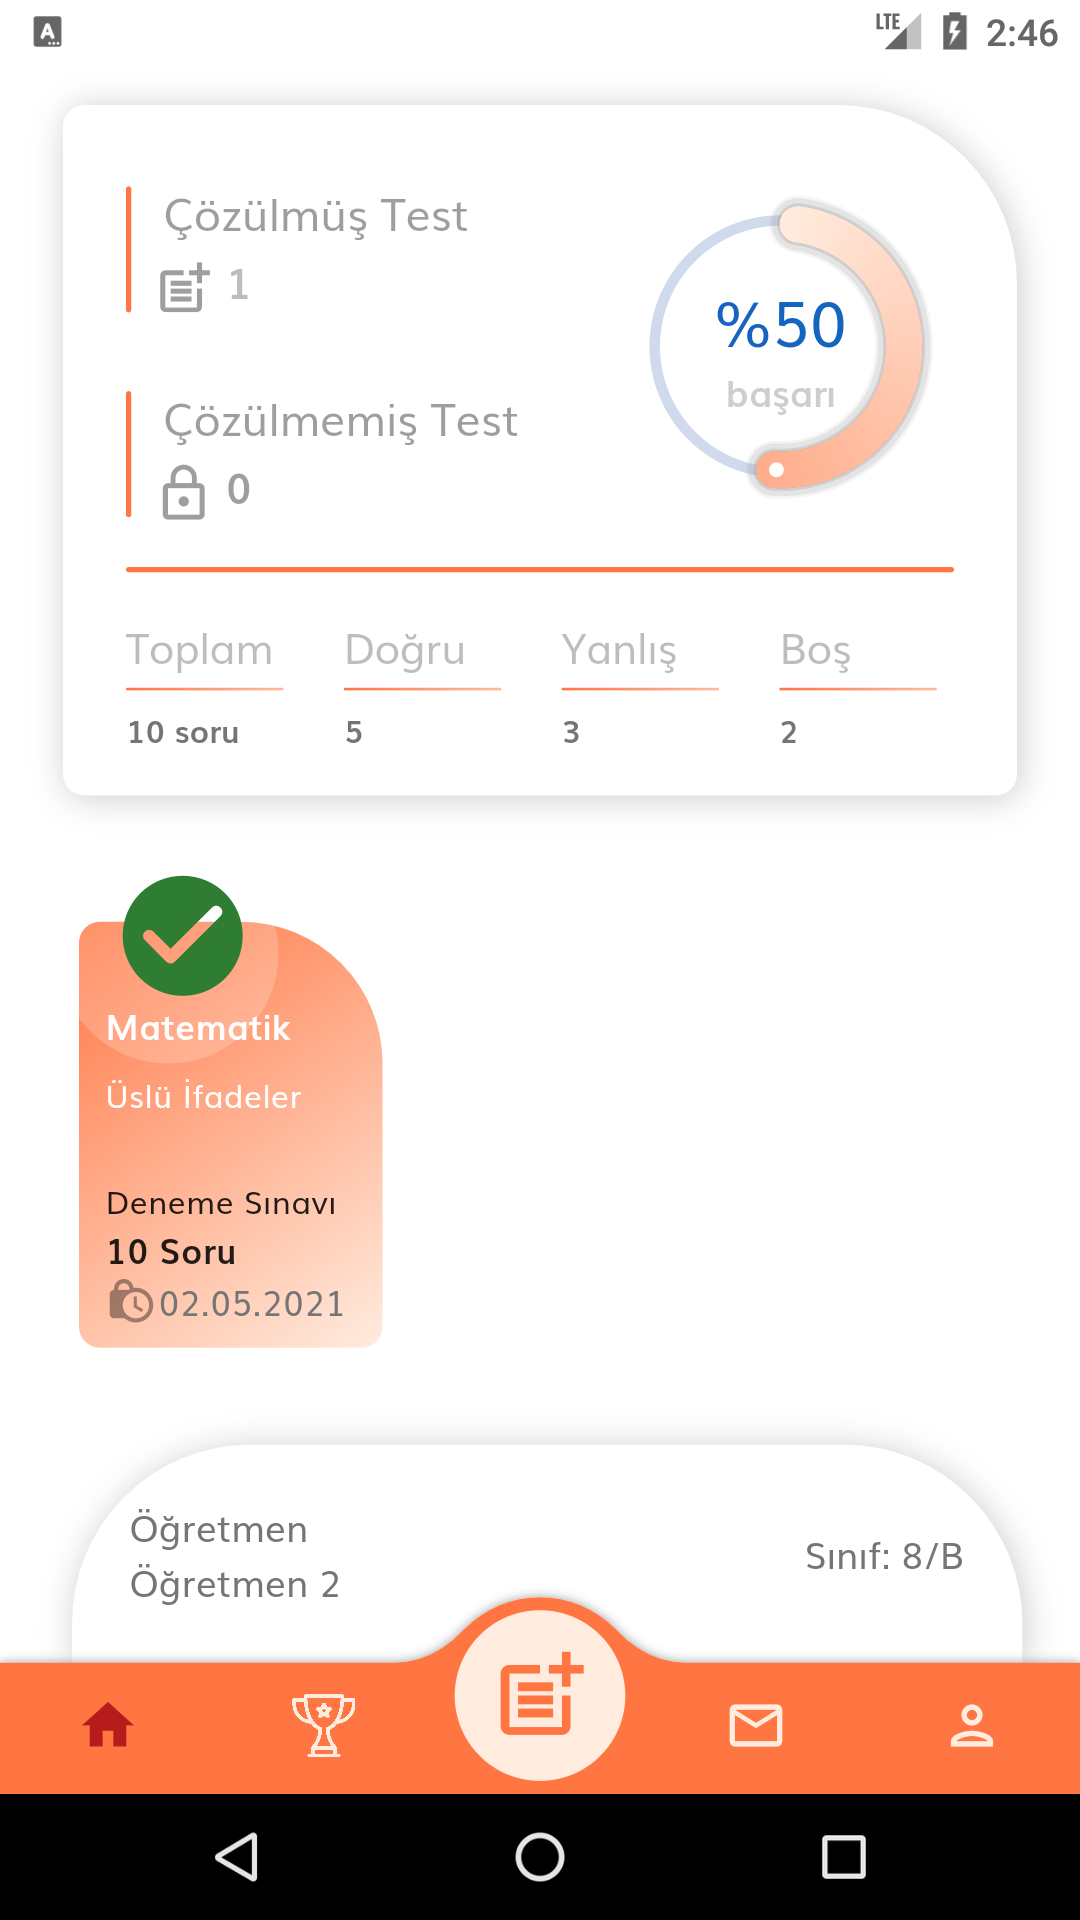 LTE 2:46
Çözülmüş Test
1
%50
başarı
Çözülmemiş Test
0
Toplam Doğru Yanlış Boş
10 soru 5 3 2
Matematik
Üslü İfadeler
Deneme Sınavı
10 Soru
02.05.2021
Öğretmen
Öğretmen 2
Sınıf: 8/B